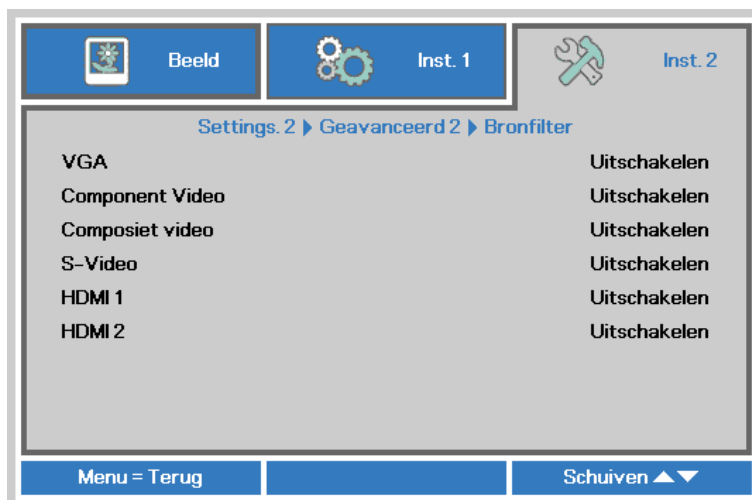 Beeld
Inst. 1
Inst. 2
Settings. 2 Geavanceerd 2 Bronfilter
VGA Uitschakelen
Component Video Uitschakelen
Composiet video Uitschakelen
S-Video Uitschakelen
HDMI 1 Uitschakelen
HDMI 2 Uitschakelen
Menu = Terug
Schuiven